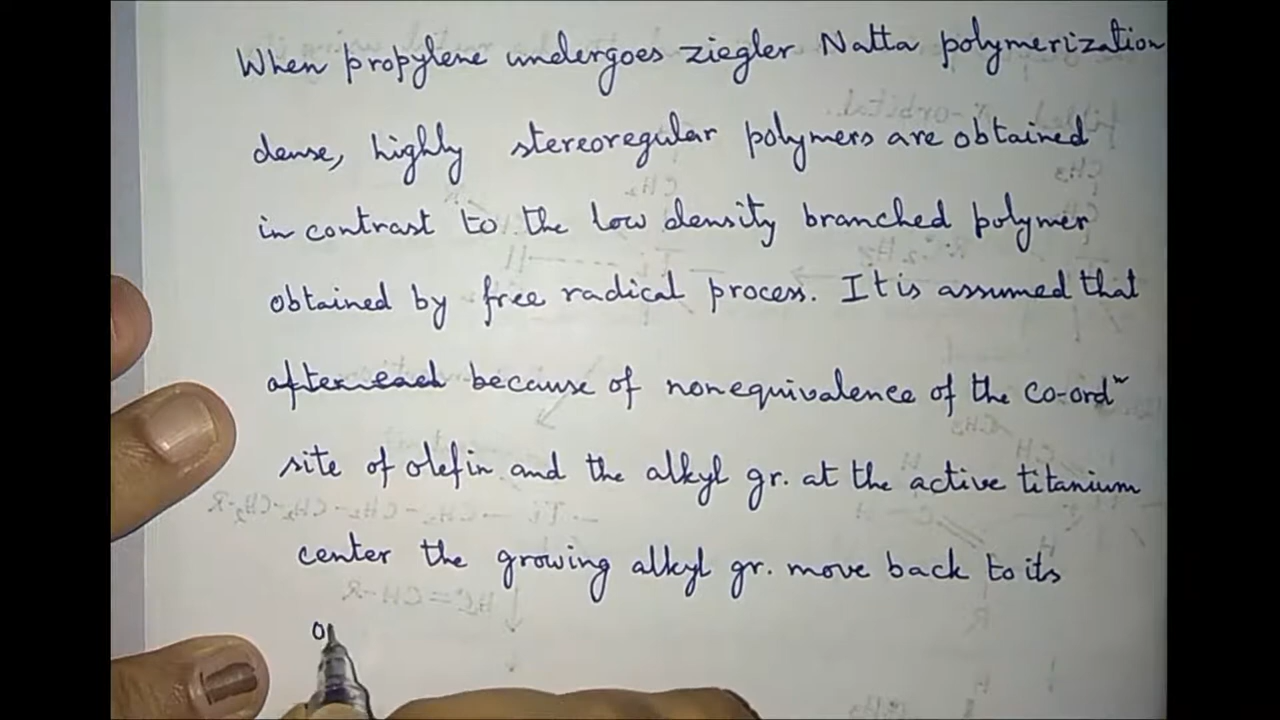 When propylene undergoes ziegler Natta polymerization
dense, highly stereoregular polymers are obtained
in contrast to the low density branched polymer
obtained by free radical process. It is assumed that
after each because of nonequivalence of the co-ordⁿ
site of olefin and the alkyl gr. at the active titanium
center the growing alkyl gr. move back to its
o